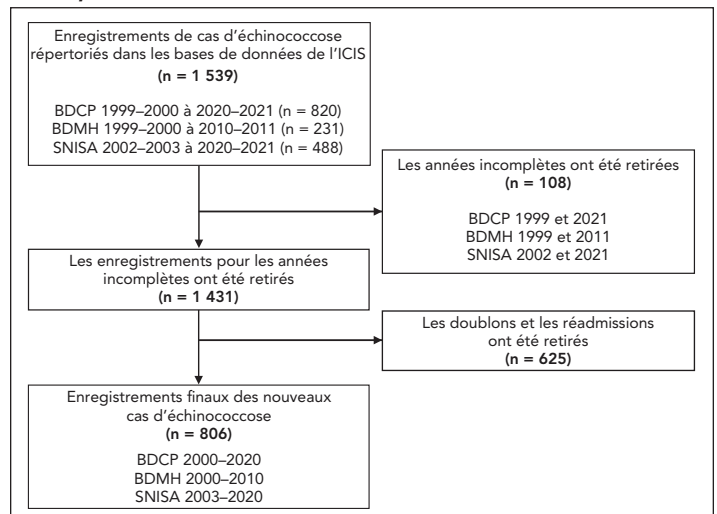 Enregistrements de cas d'échinococcose
répertoriés dans les bases de données de l'ICIS
(n = 1 539)
BDCP 1999–2000 à 2020–2021 (n = 820)
BDMH 1999–2000 à 2010–2011 (n = 231)
SNISA 2002–2003 à 2020–2021 (n = 488)
Les années incomplètes ont été retirées
(n = 108)
BDCP 1999 et 2021
BDMH 1999 et 2011
SNISA 2002 et 2021
Les enregistrements pour les années
incomplètes ont été retirés
(n = 1 431)
Les doublons et les réadmissions
ont été retirés
(n = 625)
Enregistrements finaux des nouveaux
cas d'échinococcose
(n = 806)
BDCP 2000–2020
BDMH 2000–2010
SNISA 2003–2020